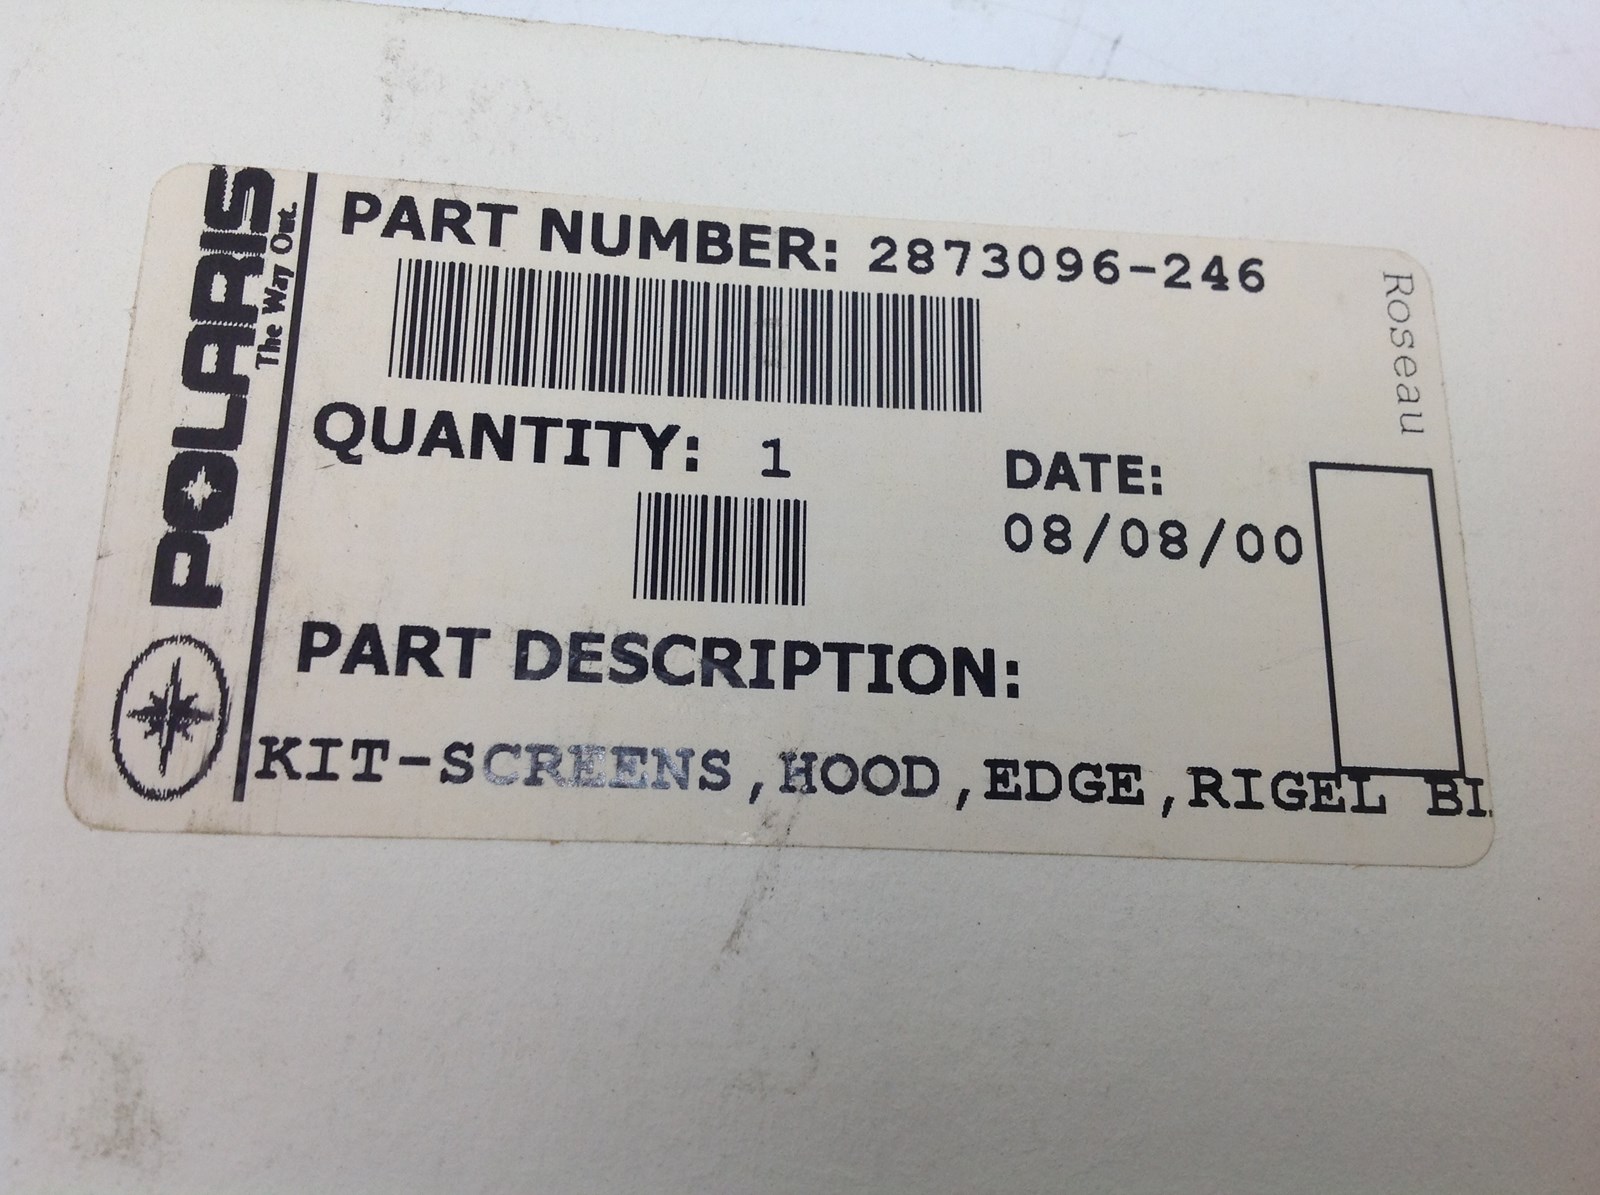 POLARIS
The Way Out.
PART NUMBER: 2873096-246
Roseau
QUANTITY: 1
DATE:
08/08/00
PART DESCRIPTION:
KIT-SCREENS,HOOD,EDGE,RIGEL